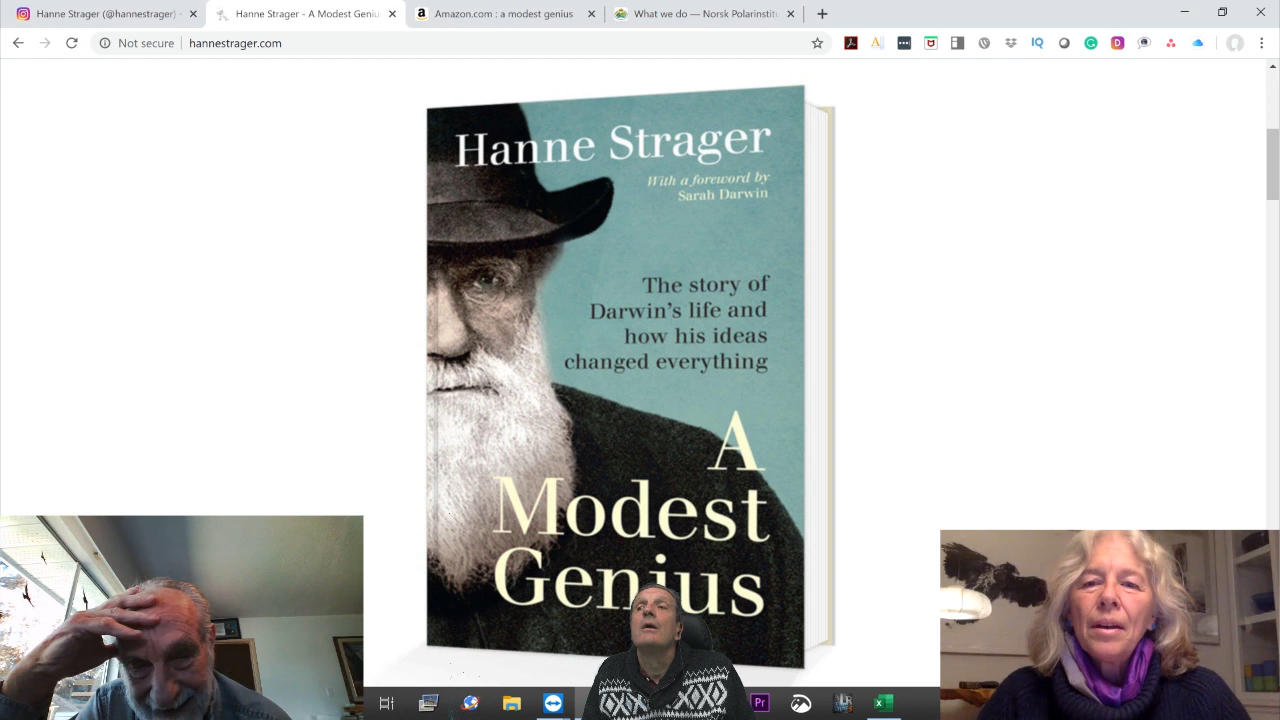 Hanne Strager (@hannestrager) •
Hanne Strager - A Modest Geniu
Amazon.com : a modest genius
What we do — Norsk Polarinstitu
Not secure
hannestrager.com
Hanne Strager
With a foreword by
Sarah Darwin
The story of
Darwin's life and
how his ideas
changed everything
A
Modest
Genius